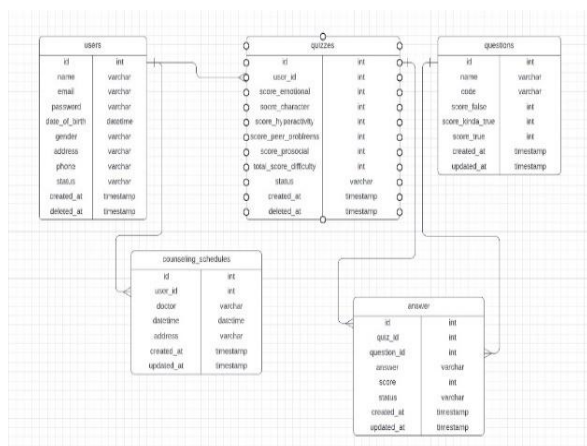 users
id int
name varchar
email varchar
password varchar
date_of_birth datetime
gender varchar
address varchar
phone varchar
status varchar
created_at timestamp
deleted_at timestamp
quizzes
id int
user_id int
score_emotional int
socre_character int
score_hyperactivity int
score_peer_problrems int
score_prosocial int
total_score_difficulty int
status varchar
created_at timestamp
deleted_at timestamp
questions
id int
name varchar
code varchar
score_false int
score_kinda_true int
score_true int
created_at timestamp
updated_at timestamp
counseling_schedules
id int
user_id int
doctor varchar
datetime datetime
address varchar
created_at timestamp
updated_at timestamp
answer
id int
quiz_id int
question_id int
answer varchar
score int
status varchar
created_at timestamp
updated_at timestamp